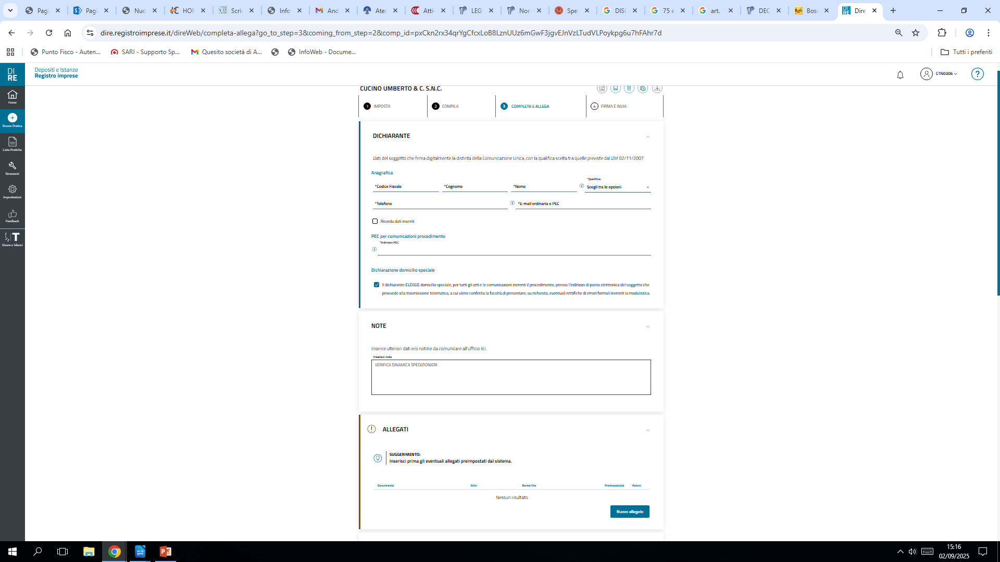 Pagi
Pagi
Nuo
HOM
Scriv
Info
And
Atec
Atti
LEG
Nor
Spe
DISC
75 e
art.
DEC
Bos
Dire
dire.registroimprese.it/direWeb/completa-allega?go_to_step=3&coming_from_step=2&comp_id=pxCkn2rx34qrYgCfcxLoB8LznUUz6mGwF3jgvEJnVzLTudVLPoykpg6u7hFAhr7d
Punto Fisco - Auten...
SARI - Supporto Sp...
Quesito società di A...
InfoWeb - Docume...
Tutti i preferiti
DI
RE
Depositi e Istanze
Registro imprese
CTN0306
?
Home
Nuova Pratica
Lista Pratiche
Strumenti
Impostazioni
Feedback
Visure e bilanci
CUCINO UMBERTO & C. S.N.C.
1 IMPOSTA
2 COMPILA
3 COMPLETA E ALLEGA
4 FIRMA E INVIA
DICHIARANTE
Dati del soggetto che firma digitalmente la distinta della Comunicazione Unica, con la qualifica scelta tra quelle previste dal DM 02/11/2007
Anagrafica
*Codice Fiscale
*Cognome
*Nome
*Qualifica
Scegli tra le opzioni
*Telefono
*E-mail ordinaria o PEC
Ricorda dati inseriti
PEC per comunicazioni procedimento
*Indirizzo PEC
Dichiarazione domicilio speciale
Il dichiarante ELEGGE domicilio speciale, per tutti gli atti e le comunicazioni inerenti il procedimento, presso l'indirizzo di posta elettronica del soggetto che
provvede alla trasmissione telematica, a cui viene conferita la facoltà di presentare, su richiesta, eventuali rettifiche di errori formali inerenti la modulistica.
NOTE
Inserire ulteriori dati e/o notizie da comunicare all'ufficio R.I.
Inserisci nota
VERIFICA DINAMICA SPEDIZIONIERI
ALLEGATI
SUGGERIMENTO:
Inserisci prima gli eventuali allegati preimpostati dal sistema.
Documento
Atto
Nome file
Preimpostato
Azioni
Nessun risultato
Nuovo allegato
15:16
02/09/2025